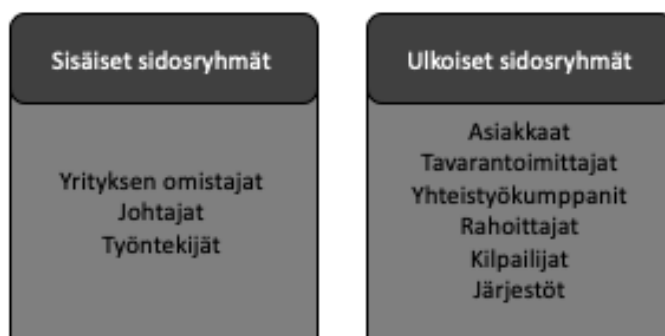 Sisäiset sidosryhmät
Yrityksen omistajat
Johtajat
Työntekijät
Ulkoiset sidosryhmät
Asiakkaat
Tavarantoimittajat
Yhteistyökumppanit
Rahoittajat
Kilpailijat
Järjestöt